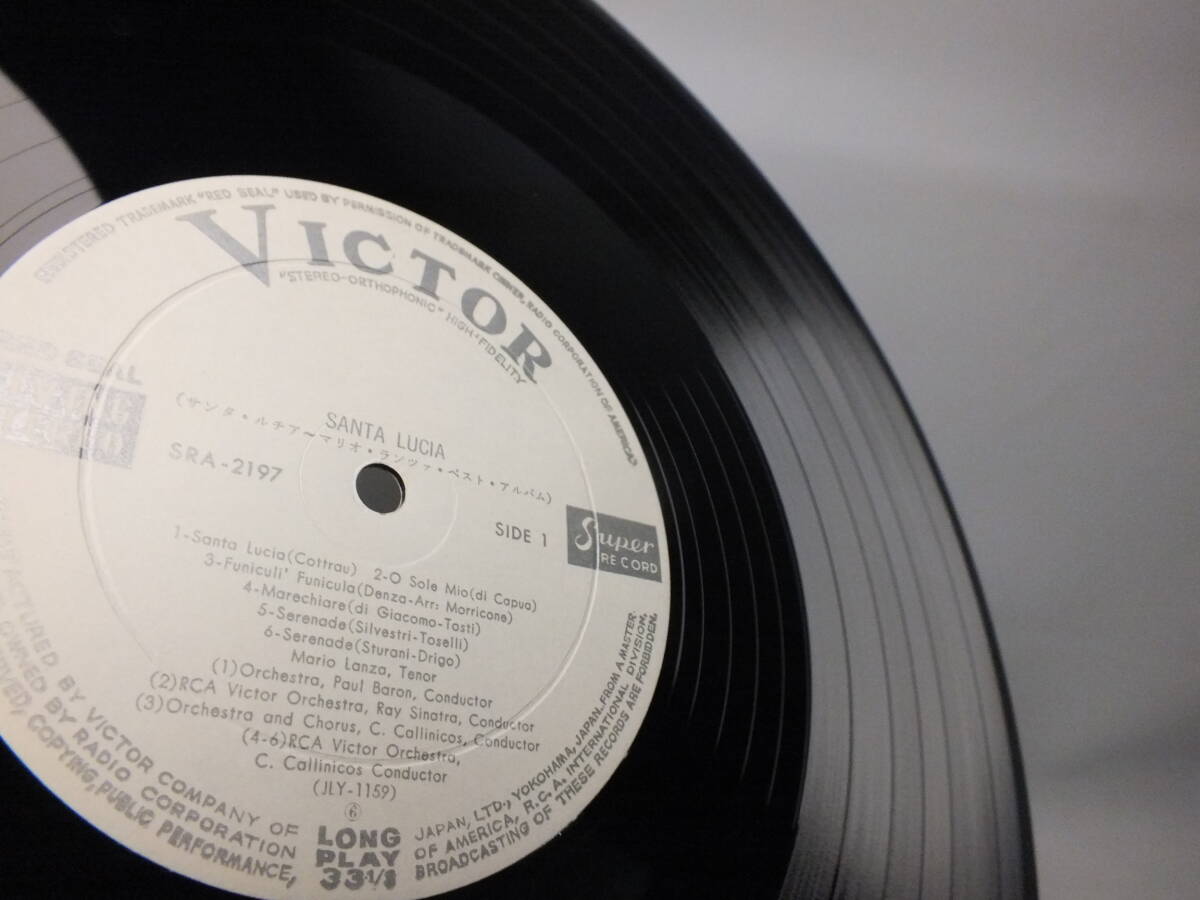 REGISTERED TRADEMARK "RED SEAL" USED BY PERMISSION OF TRADEMARK OWNER, RADIO CORPORATION OF AMERICA
VICTOR
"STEREO-ORTHOPHONIC" HIGH FIDELITY
SEAL
SANTA LUCIA
(サンタ・ルチア〜マリオ・ランツァ・ベスト・アルバム)
SRA-2197
SIDE 1
Super
RECORD
1-Santa Lucia(Cottrau) 2-O Sole Mio(di Capua)
3-Funiculi' Funicula(Denza-Arr: Morricone)
4-Marechiare(di Giacomo-Tosti)
5-Serenade(Silvestri-Toselli)
6-Serenade(Sturani-Drigo)
Mario Lanza, Tenor
(1)Orchestra, Paul Baron, Conductor
(2)RCA Victor Orchestra, Ray Sinatra, Conductor
(3)Orchestra and Chorus, C. Callinicos, Conductor
(4-6)RCA Victor Orchestra,
C. Callinicos Conductor
(JLY-1159)
⑥
LONG
PLAY
33⅓
BY VICTOR COMPANY OF JAPAN, LTD., YOKOHAMA, JAPAN-FROM A MASTER-
OWNED BY RADIO CORPORATION OF AMERICA, R.C.A. INTERNATIONAL DIVISION.
COPYING, PUBLIC PERFORMANCE, BROADCASTING OF THESE RECORDS ARE FORBIDDEN.